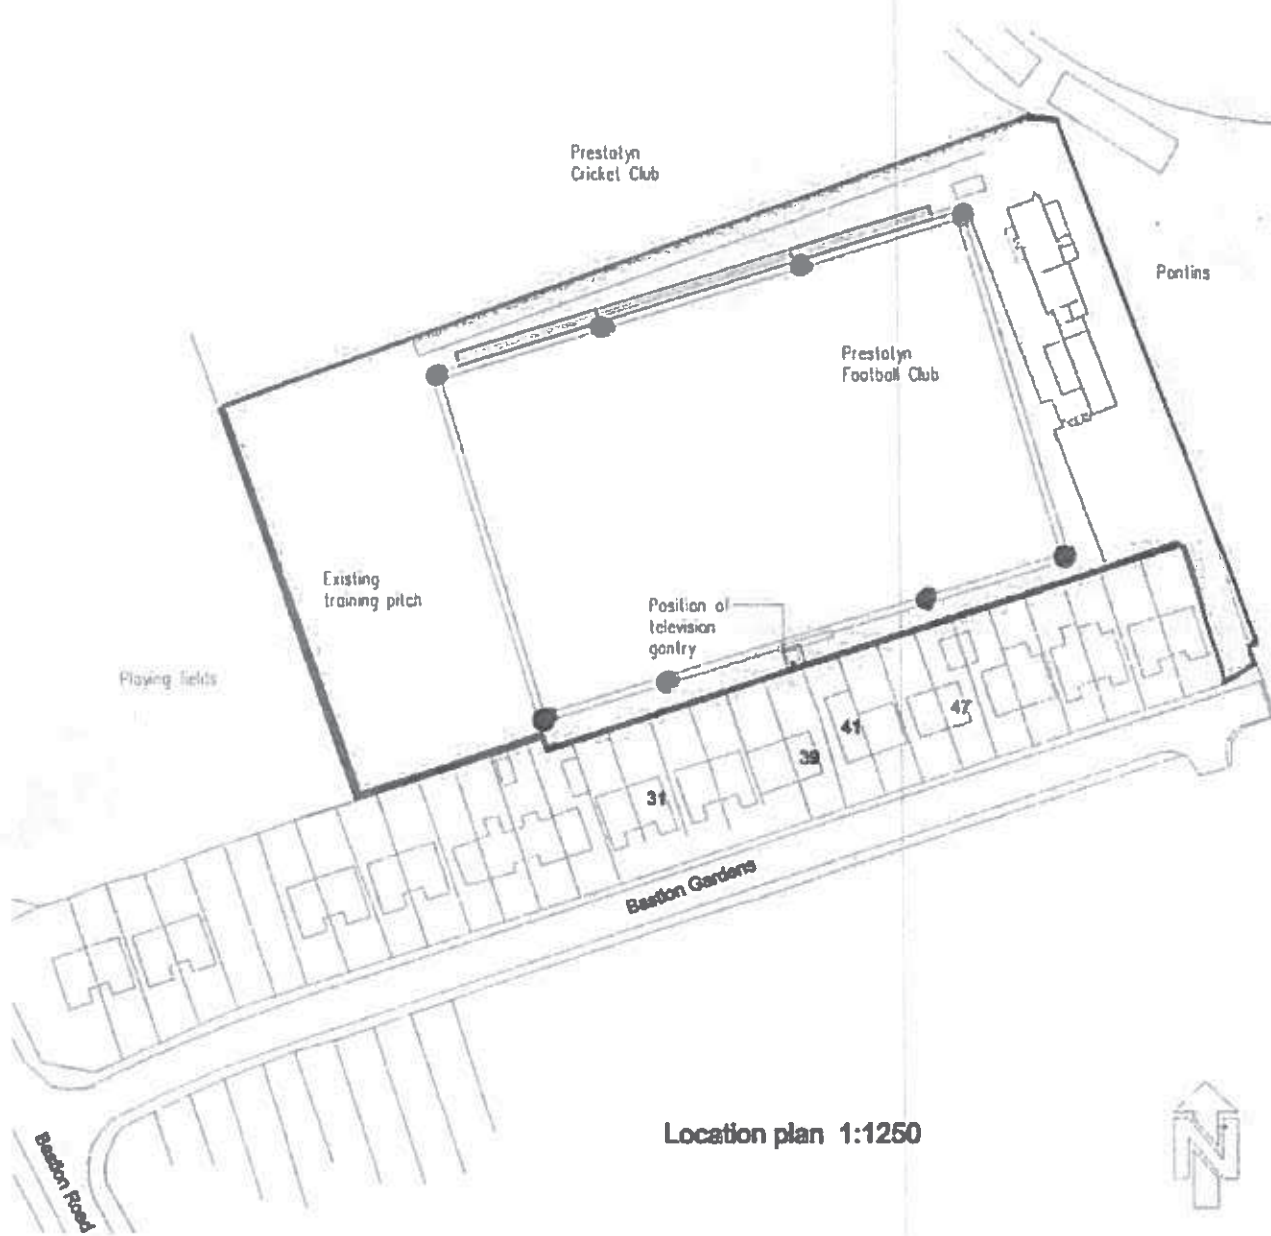 Prestatyn
Cricket Club
Pontins
Prestatyn
Football Club
Existing
training pitch
Position of
television
gantry
Playing fields
47
41
39
31
Bastion Gardens
Location plan 1:1250
N
Bastion Road